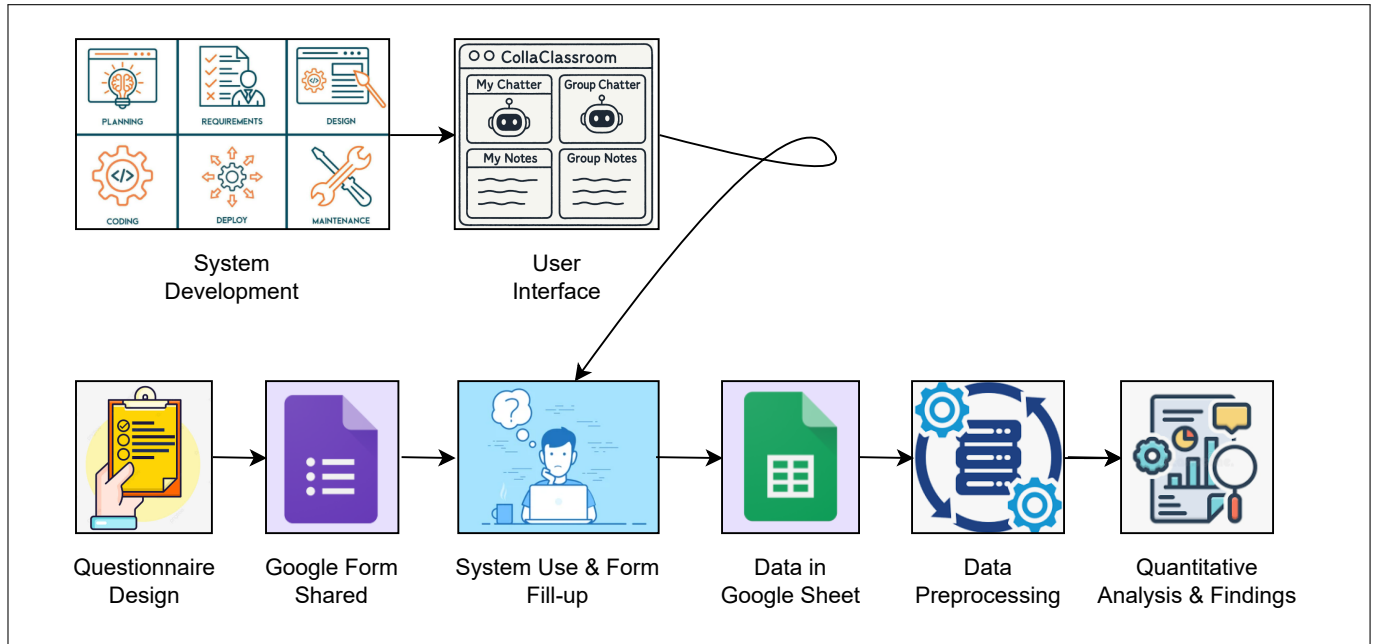 PLANNING
REQUIREMENTS
DESIGN
CODING
DEPLOY
MAINTENANCE
</>
System
Development
CollaClassroom
My Chatter
Group Chatter
My Notes
Group Notes
User
Interface
Questionnaire
Design
Google Form
Shared
?
System Use & Form
Fill-up
Data in
Google Sheet
Data
Preprocessing
Quantitative
Analysis & Findings